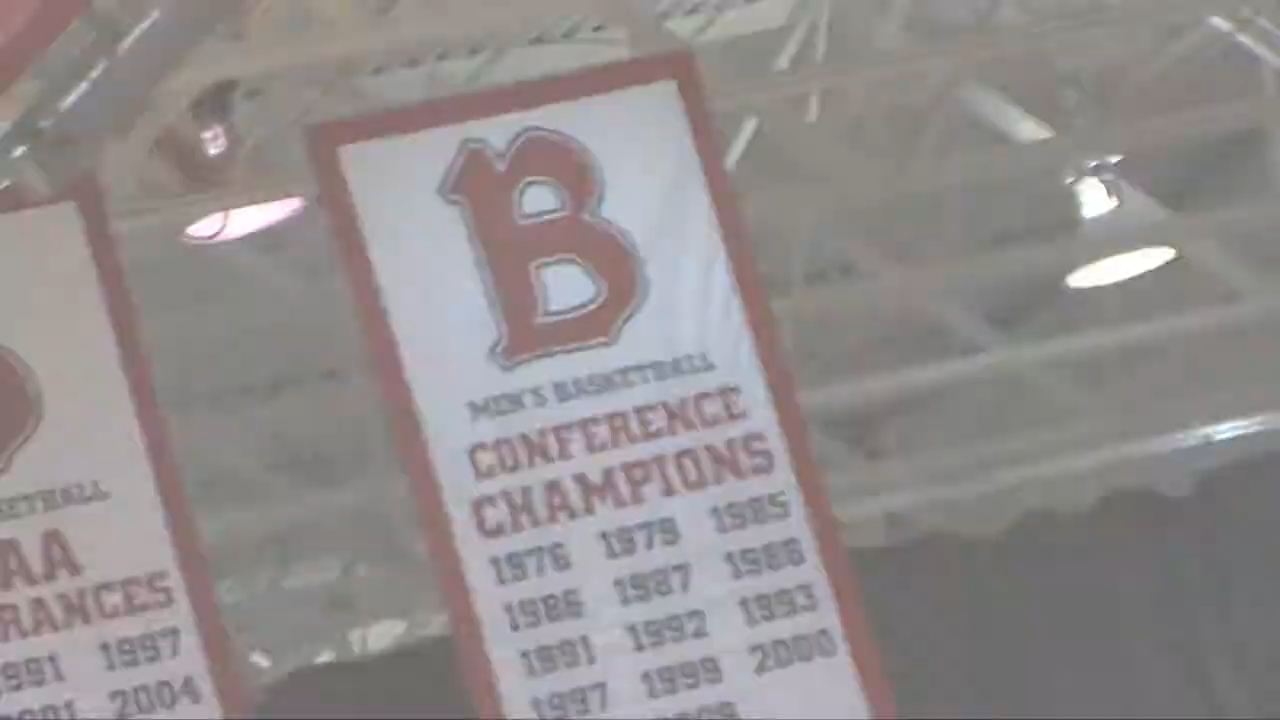 B
MEN'S BASKETBALL
CONFERENCE
CHAMPIONS
1976 1979 1985
1986 1987 1988
1991 1992 1993
1997 1999 2000
2009
AA
RANCES
1991 1997
2004